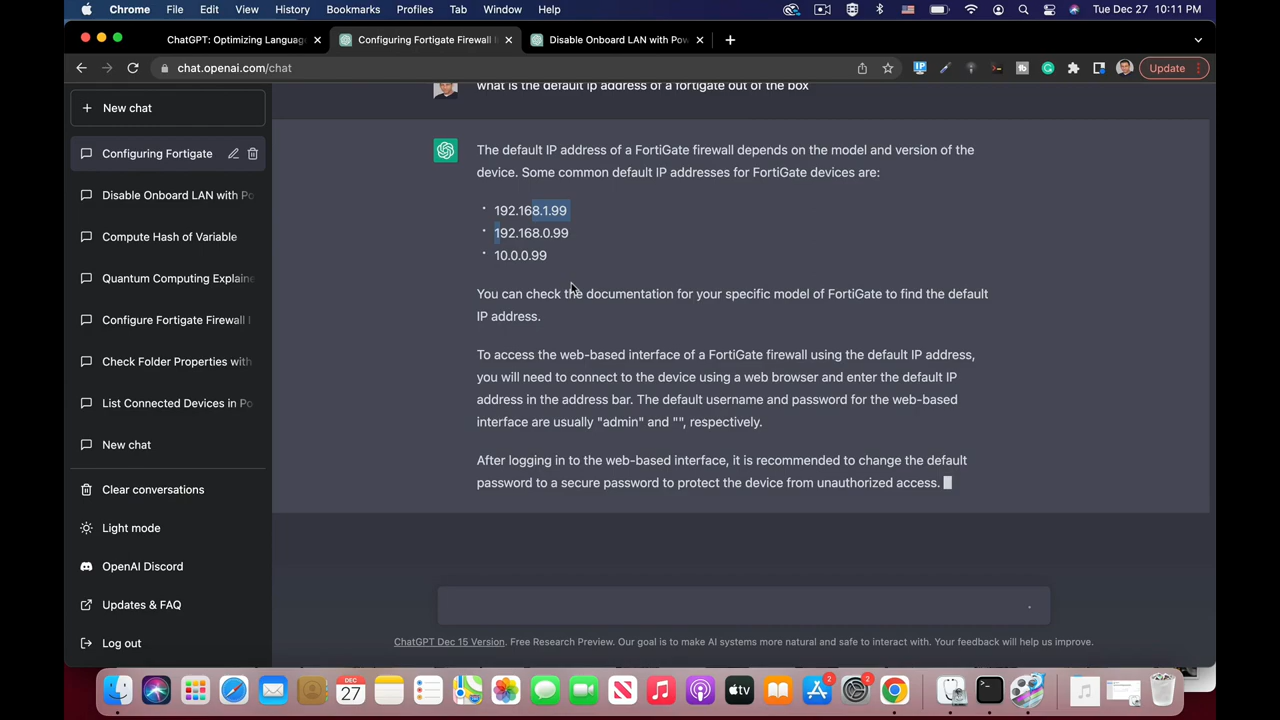 Chrome File Edit View History Bookmarks Profiles Tab Window Help Tue Dec 27 10:11 PM
ChatGPT: Optimizing Languag Configuring Fortigate Firewall Disable Onboard LAN with Pow
chat.openai.com/chat Update
New chat
Configuring Fortigate
Disable Onboard LAN with Po
Compute Hash of Variable
Quantum Computing Explaine
Configure Fortigate Firewall
Check Folder Properties with
List Connected Devices in Po
New chat
Clear conversations
Light mode
OpenAI Discord
Updates & FAQ
Log out
what is the default ip address of a fortigate out of the box
The default IP address of a FortiGate firewall depends on the model and version of the
device. Some common default IP addresses for FortiGate devices are:
• 192.168.1.99
• 192.168.0.99
• 10.0.0.99
You can check the documentation for your specific model of FortiGate to find the default
IP address.
To access the web-based interface of a FortiGate firewall using the default IP address,
you will need to connect to the device using a web browser and enter the default IP
address in the address bar. The default username and password for the web-based
interface are usually "admin" and "", respectively.
After logging in to the web-based interface, it is recommended to change the default
password to a secure password to protect the device from unauthorized access.
ChatGPT Dec 15 Version. Free Research Preview. Our goal is to make AI systems more natural and safe to interact with. Your feedback will help us improve.
DEC
27
tv
2
2